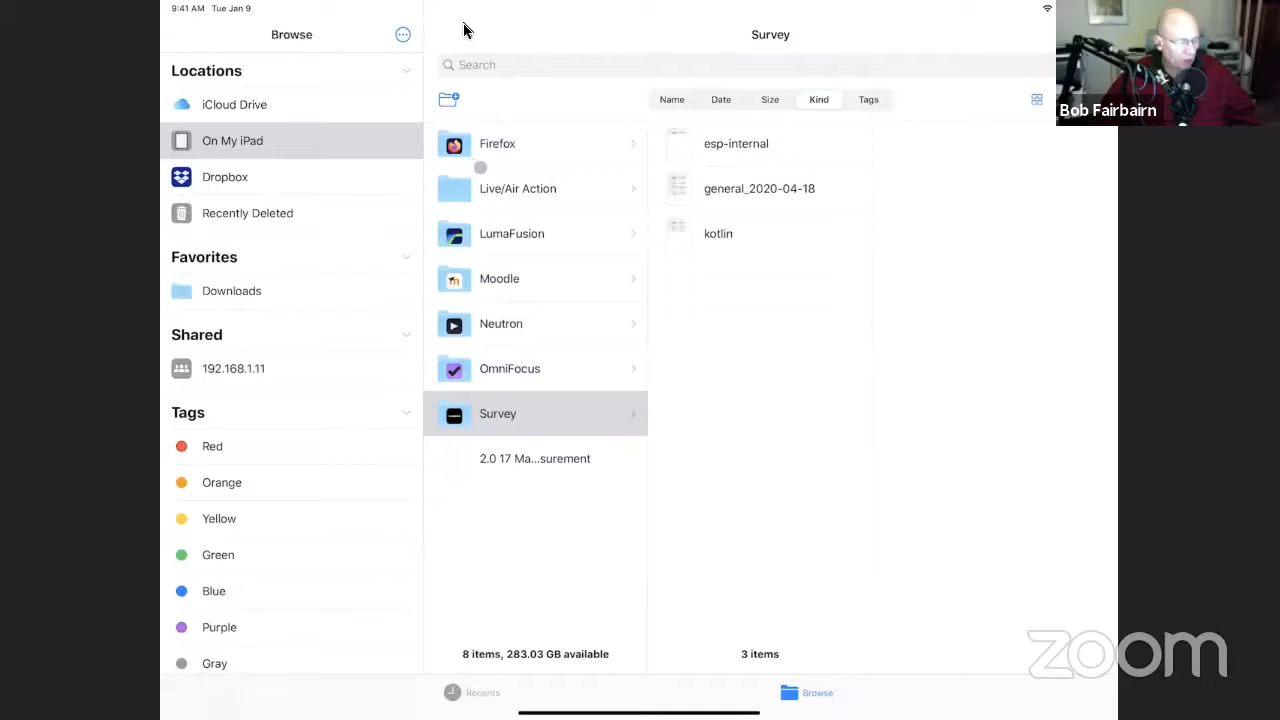 9:41 AM Tue Jan 9
Browse
Survey
Locations
iCloud Drive
On My iPad
Dropbox
Recently Deleted
Favorites
Downloads
Shared
192.168.1.11
Tags
Red
Orange
Yellow
Green
Blue
Purple
Gray
Search
Name Date Size Kind Tags
Firefox
Live/Air Action
LumaFusion
Moodle
Neutron
OmniFocus
Survey
2.0 17 Ma...surement
8 items, 283.03 GB available
esp-internal
general_2020-04-18
kotlin
3 items
Recents
Browse
Bob Fairbairn
zoom